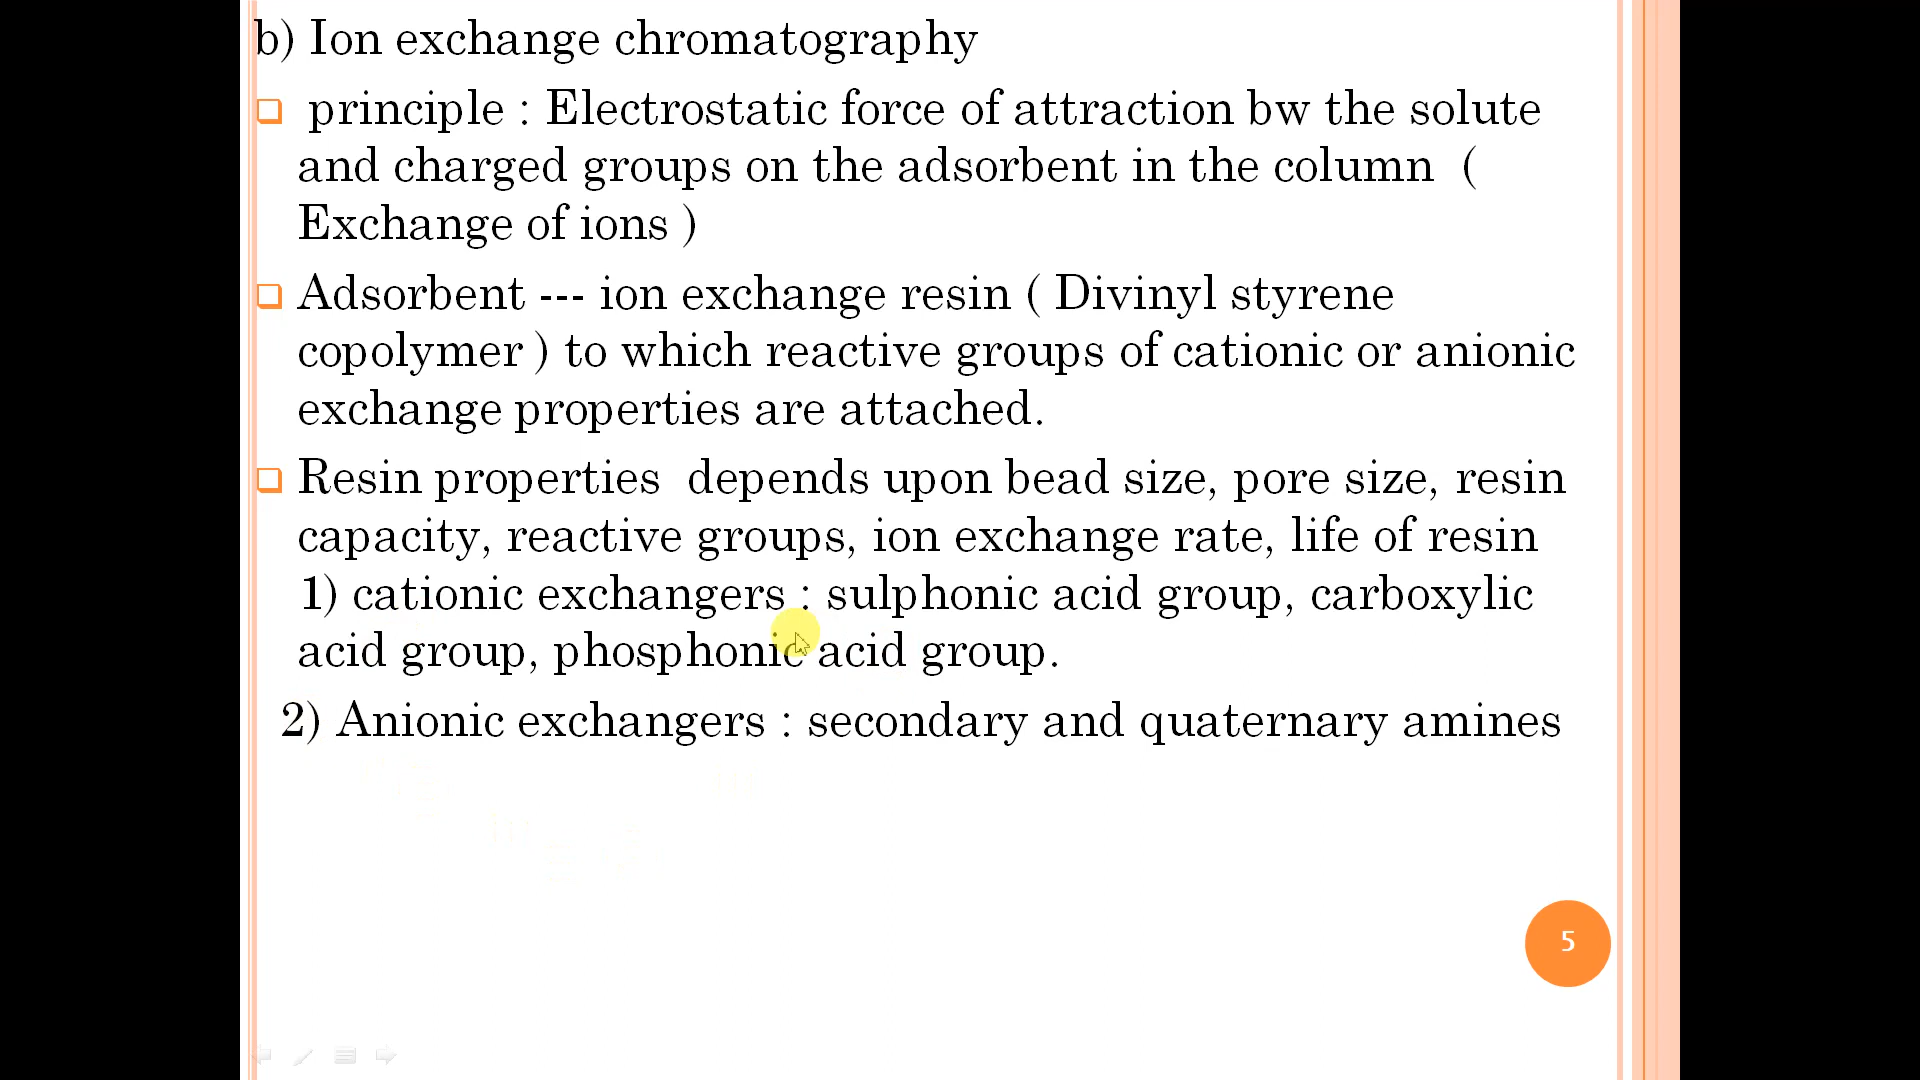 b) Ion exchange chromatography
principle : Electrostatic force of attraction bw the solute
and charged groups on the adsorbent in the column (
Exchange of ions )
Adsorbent --- ion exchange resin ( Divinyl styrene
copolymer ) to which reactive groups of cationic or anionic
exchange properties are attached.
Resin properties depends upon bead size, pore size, resin
capacity, reactive groups, ion exchange rate, life of resin
1) cationic exchangers : sulphonic acid group, carboxylic
acid group, phosphonic acid group.
2) Anionic exchangers : secondary and quaternary amines
5